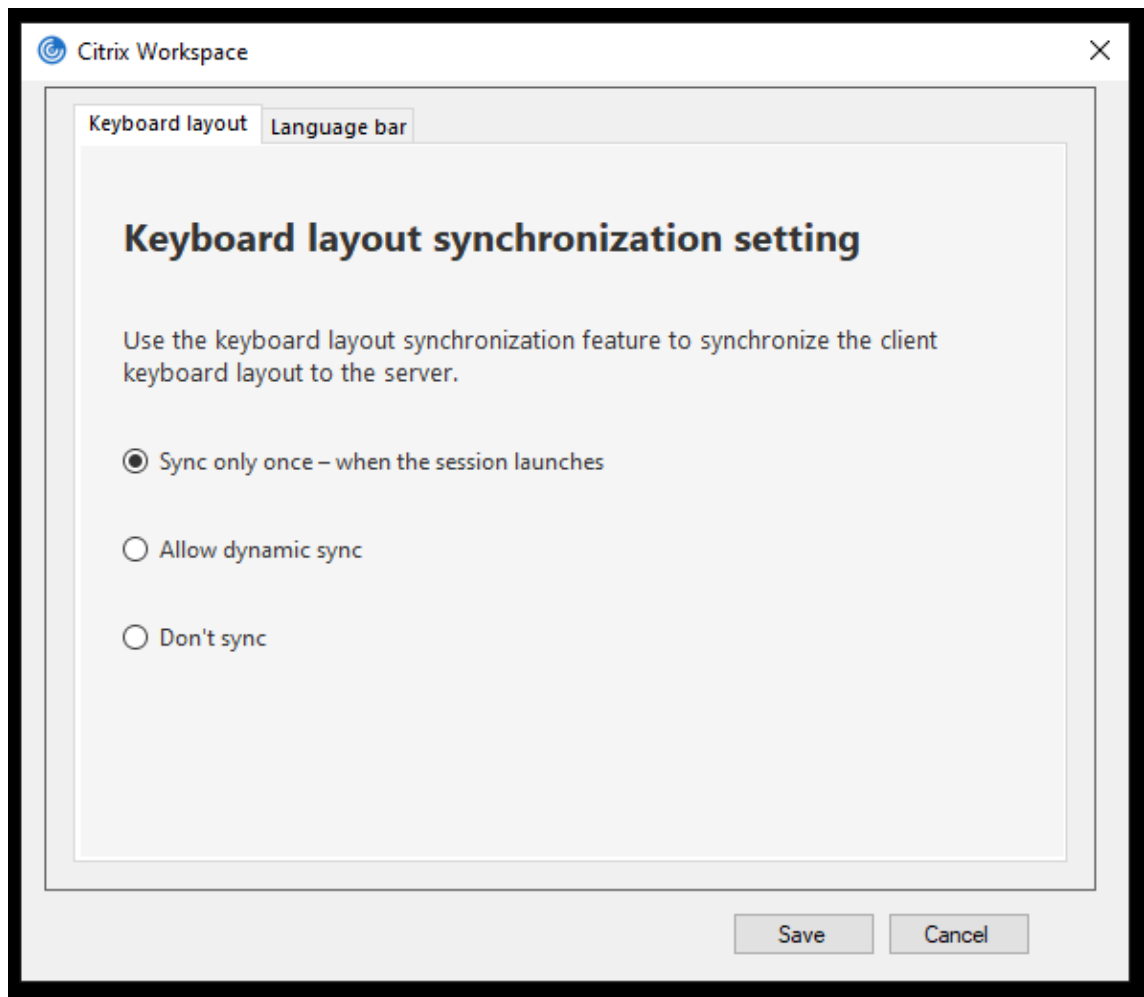 Citrix Workspace
Keyboard layout
Language bar
Keyboard layout synchronization setting
Use the keyboard layout synchronization feature to synchronize the client
keyboard layout to the server.
Sync only once – when the session launches
Allow dynamic sync
Don't sync
Save
Cancel